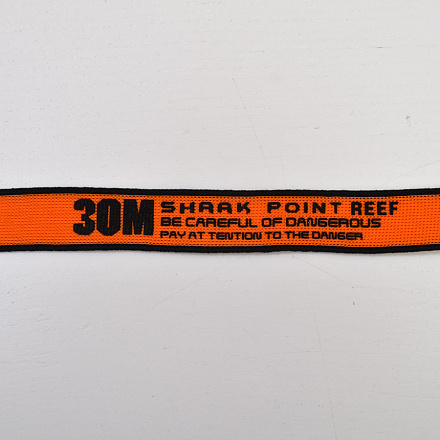 30M SHARK POINT REEF
BE CAREFUL OF DANGEROUS
PAY AT TENTION TO THE DANGER